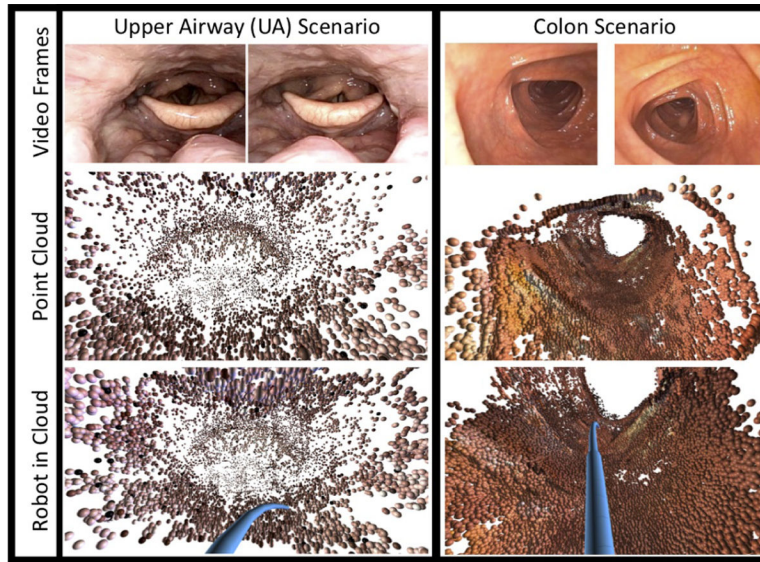 Upper Airway (UA) Scenario
Colon Scenario
Video Frames
Point Cloud
Robot in Cloud